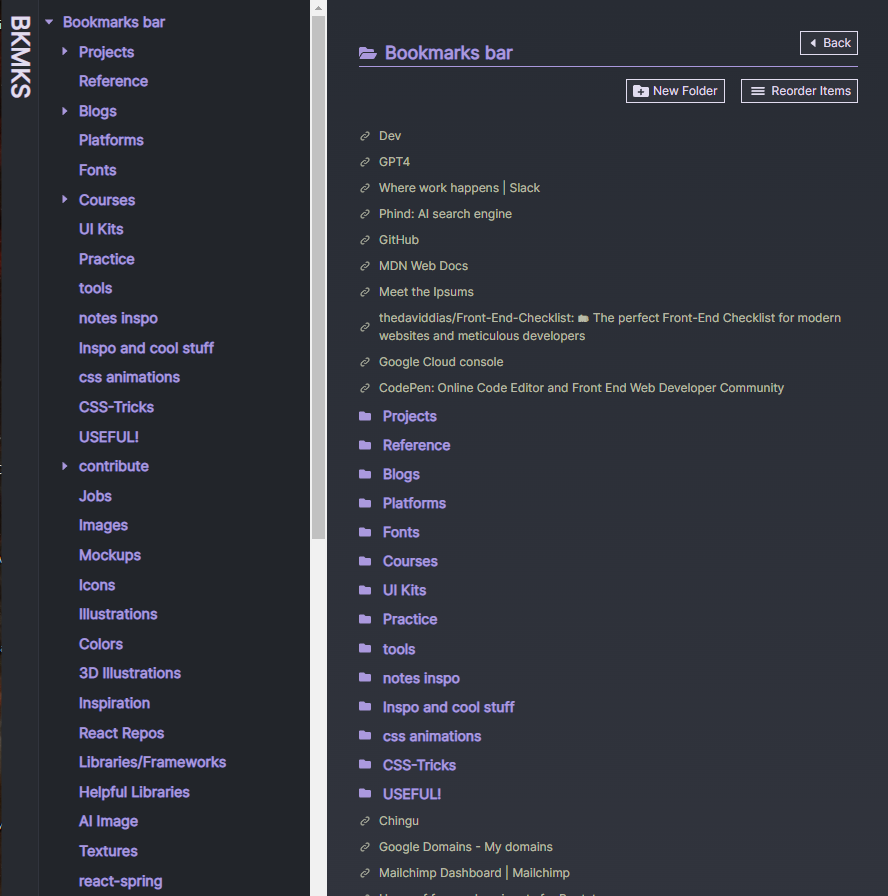 BKMKS
Bookmarks bar
Projects
Reference
Blogs
Platforms
Fonts
Courses
UI Kits
Practice
tools
notes inspo
Inspo and cool stuff
css animations
CSS-Tricks
USEFUL!
contribute
Jobs
Images
Mockups
Icons
Illustrations
Colors
3D Illustrations
Inspiration
React Repos
Libraries/Frameworks
Helpful Libraries
AI Image
Textures
react-spring
Back
Bookmarks bar
New Folder
Reorder Items
Dev
GPT4
Where work happens | Slack
Phind: AI search engine
GitHub
MDN Web Docs
Meet the Ipsums
thedaviddias/Front-End-Checklist: 🗂 The perfect Front-End Checklist for modern
websites and meticulous developers
Google Cloud console
CodePen: Online Code Editor and Front End Web Developer Community
Projects
Reference
Blogs
Platforms
Fonts
Courses
UI Kits
Practice
tools
notes inspo
Inspo and cool stuff
css animations
CSS-Tricks
USEFUL!
Chingu
Google Domains - My domains
Mailchimp Dashboard | Mailchimp